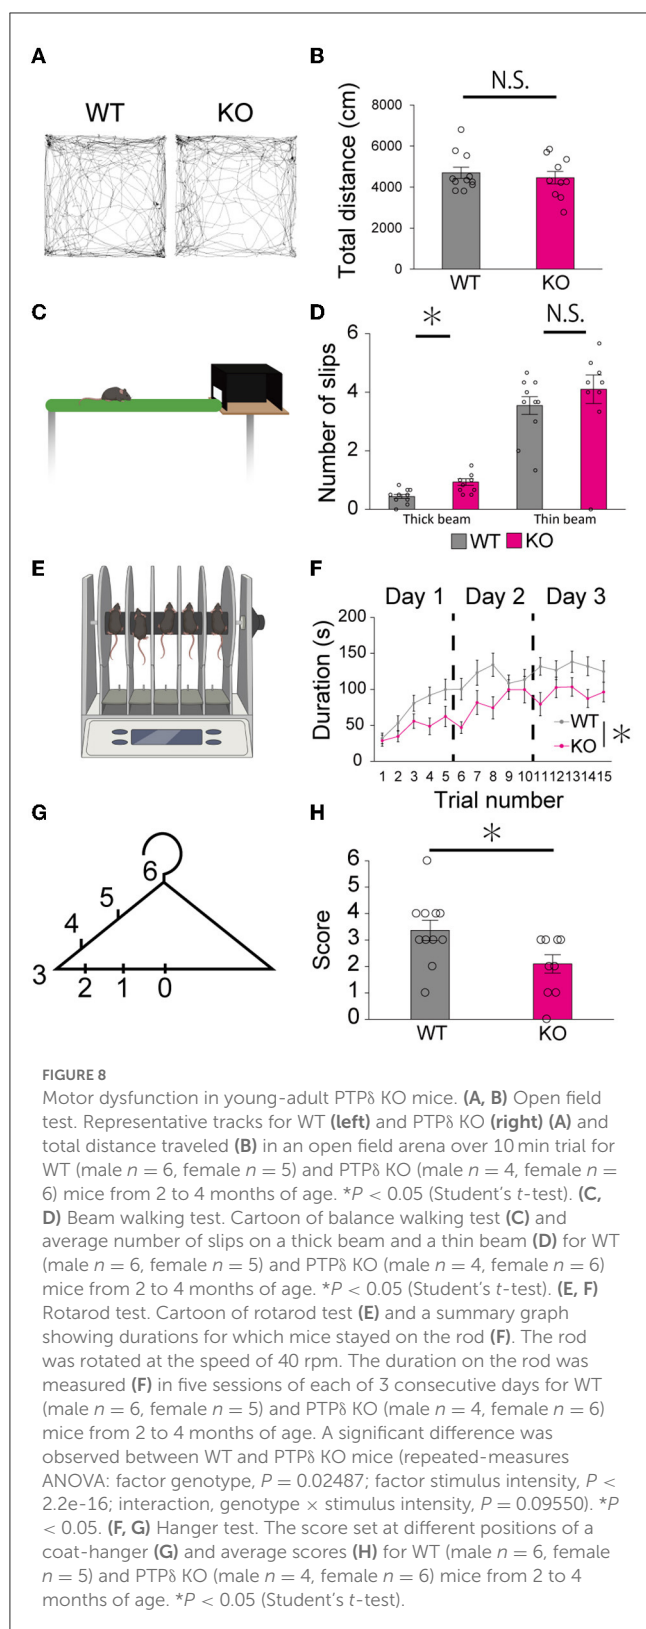 A
WT
KO
B
N.S.
Total distance (cm)
8000
6000
4000
2000
0
WT
KO
C
D
*
N.S.
Number of slips
6
4
2
0
Thick beam
Thin beam
WT KO
E
F
Day 1 Day 2 Day 3
Duration (s)
200
150
100
50
0
WT
KO
*
1 2 3 4 5 6 7 8 9 10 11 12 13 14 15
Trial number
G
6
5
4
3
2 1 0
H
*
Score
6
5
4
3
2
1
0
WT
KO
FIGURE 8
Motor dysfunction in young-adult PTPδ KO mice. (A, B) Open field
test. Representative tracks for WT (left) and PTPδ KO (right) (A) and
total distance traveled (B) in an open field arena over 10 min trial for
WT (male n = 6, female n = 5) and PTPδ KO (male n = 4, female n =
6) mice from 2 to 4 months of age. *P < 0.05 (Student's t-test). (C,
D) Beam walking test. Cartoon of balance walking test (C) and
average number of slips on a thick beam and a thin beam (D) for WT
(male n = 6, female n = 5) and PTPδ KO (male n = 4, female n = 6)
mice from 2 to 4 months of age. *P < 0.05 (Student's t-test). (E, F)
Rotarod test. Cartoon of rotarod test (E) and a summary graph
showing durations for which mice stayed on the rod (F). The rod
was rotated at the speed of 40 rpm. The duration on the rod was
measured (F) in five sessions of each of 3 consecutive days for WT
(male n = 6, female n = 5) and PTPδ KO (male n = 4, female n = 6)
mice from 2 to 4 months of age. A significant difference was
observed between WT and PTPδ KO mice (repeated-measures
ANOVA: factor genotype, P = 0.02487; factor stimulus intensity, P <
2.2e-16; interaction, genotype × stimulus intensity, P = 0.09550). *P
< 0.05. (F, G) Hanger test. The score set at different positions of a
coat-hanger (G) and average scores (H) for WT (male n = 6, female
n = 5) and PTPδ KO (male n = 4, female n = 6) mice from 2 to 4
months of age. *P < 0.05 (Student's t-test).